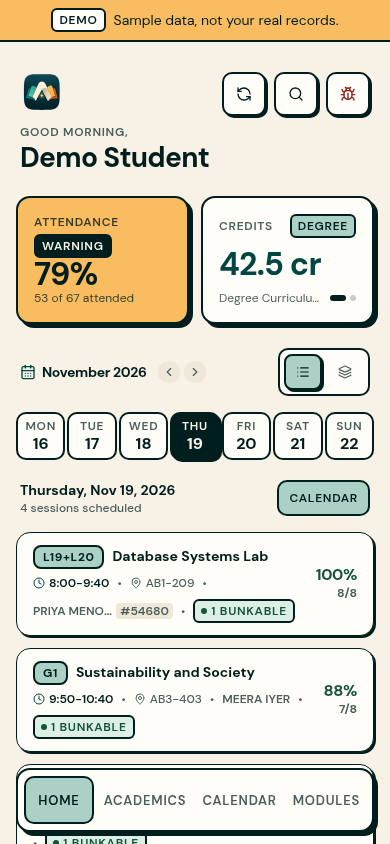 DEMO Sample data, not your real records.
GOOD MORNING,
Demo Student
ATTENDANCE
WARNING
79%
53 of 67 attended
CREDITS DEGREE
42.5 cr
Degree Curriculu...
November 2026
MON TUE WED THU FRI SAT SUN
16 17 18 19 20 21 22
Thursday, Nov 19, 2026
4 sessions scheduled
CALENDAR
L19+L20 Database Systems Lab
8:00-9:40 • AB1-209 •
PRIYA MENO... #54680 • 1 BUNKABLE
100%
8/8
G1 Sustainability and Society
9:50-10:40 • AB3-403 • MEERA IYER •
1 BUNKABLE
88%
7/8
HOME ACADEMICS CALENDAR MODULES
1 BUNKABLE